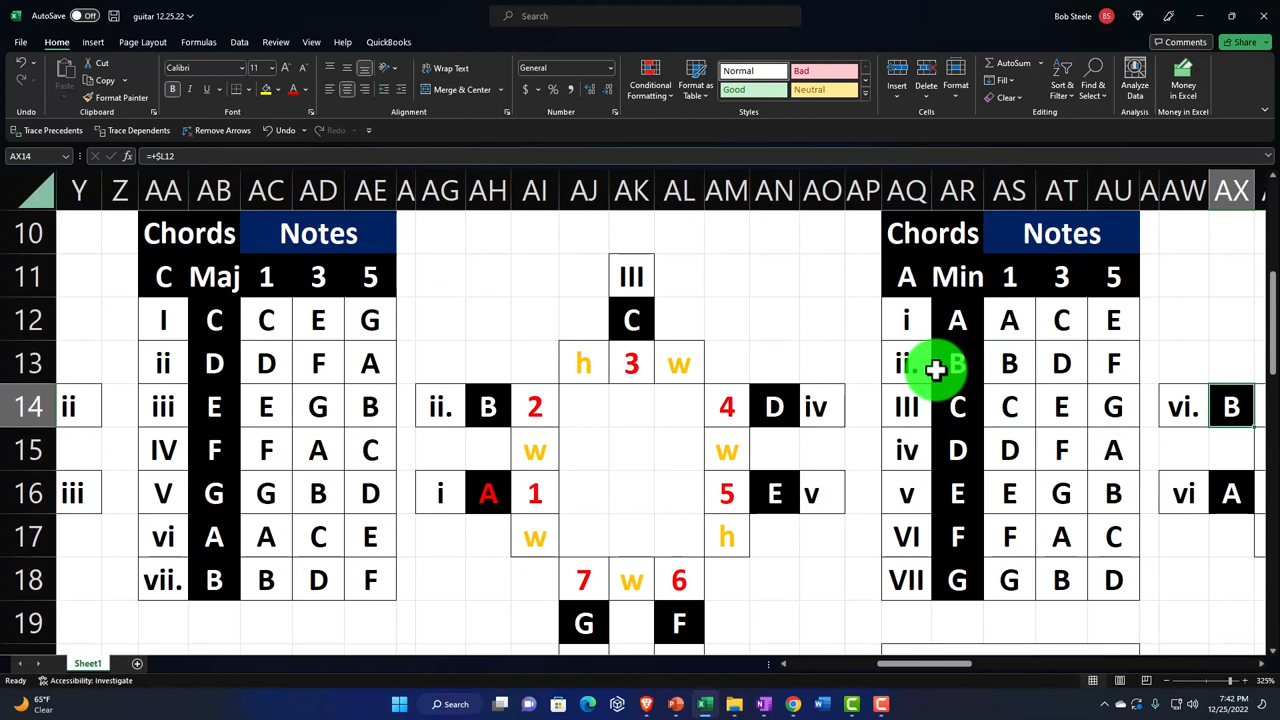 AutoSave Off guitar 12.25.22 Search Bob Steele BS
File Home Insert Page Layout Formulas Data Review View Help QuickBooks Comments Share
Paste Cut Copy Format Painter Calibri 11 Wrap Text Merge & Center General Conditional Formatting Format as Table Normal Bad Good Neutral Insert Delete Format AutoSum Fill Clear Sort & Filter Find & Select Analyze Data Money in Excel
Undo Clipboard Font Alignment Number Styles Cells Editing Analysis Money in Excel
Trace Precedents Trace Dependents Remove Arrows Undo Redo
AX14 fx =+$L12
Y Z AA AB AC AD AE A AG AH AI AJ AK AL AM AN AO AP AQ AR AS AT AU A AW AX
10 Chords Notes Chords Notes
11 C Maj 1 3 5 III A Min 1 3 5
12 I C C E G C i A A C E
13 ii D D F A h 3 w ii. B B D F
14 ii iii E E G B ii. B 2 4 D iv III C C E G vi. B
15 IV F F A C w w iv D D F A
16 iii V G G B D i A 1 5 E v v E E G B vi A
17 vi A A C E w h VI F F A C
18 vii. B B D F 7 w 6 VII G G B D
19 G F
Sheet1
Ready Accessibility: Investigate 325%
65°F
Clear
Search
7:42 PM
12/25/2022